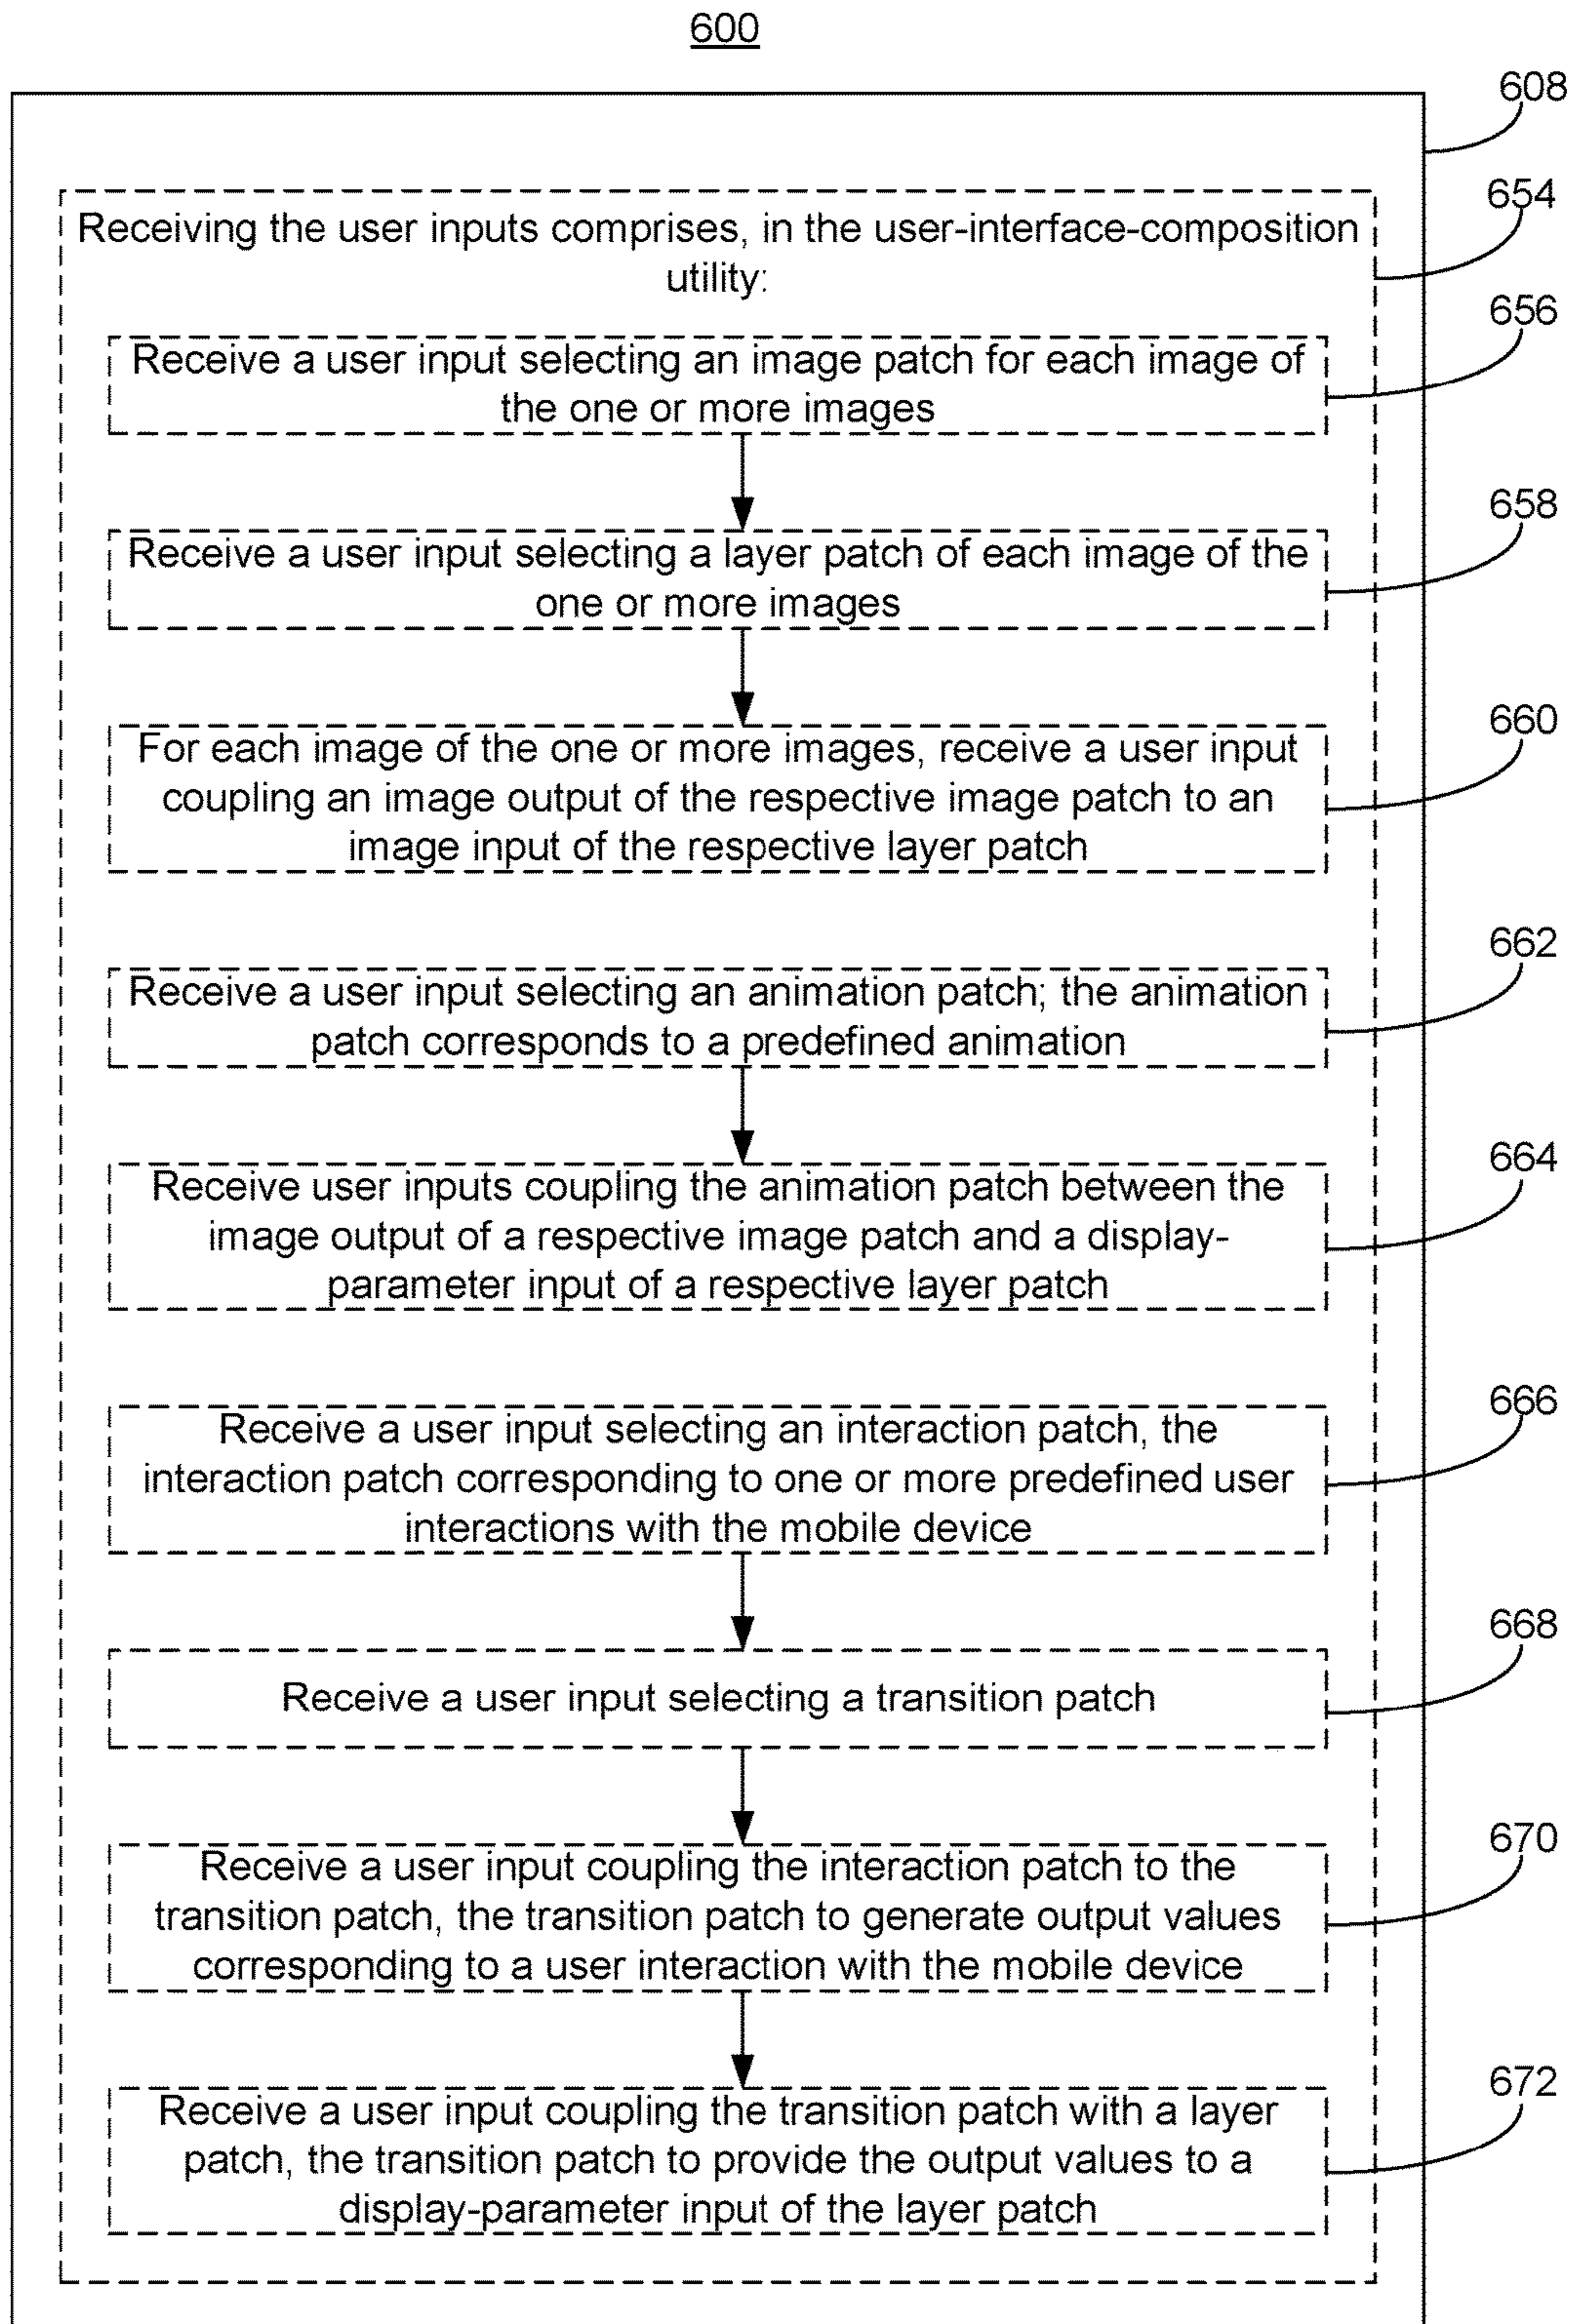 600
608
654
Receiving the user inputs comprises, in the user-interface-composition
utility:
656
Receive a user input selecting an image patch for each image of
the one or more images
658
Receive a user input selecting a layer patch of each image of the
one or more images
660
For each image of the one or more images, receive a user input
coupling an image output of the respective image patch to an
image input of the respective layer patch
662
Receive a user input selecting an animation patch; the animation
patch corresponds to a predefined animation
664
Receive user inputs coupling the animation patch between the
image output of a respective image patch and a display-
parameter input of a respective layer patch
666
Receive a user input selecting an interaction patch, the
interaction patch corresponding to one or more predefined user
interactions with the mobile device
668
Receive a user input selecting a transition patch
670
Receive a user input coupling the interaction patch to the
transition patch, the transition patch to generate output values
corresponding to a user interaction with the mobile device
672
Receive a user input coupling the transition patch with a layer
patch, the transition patch to provide the output values to a
display-parameter input of the layer patch